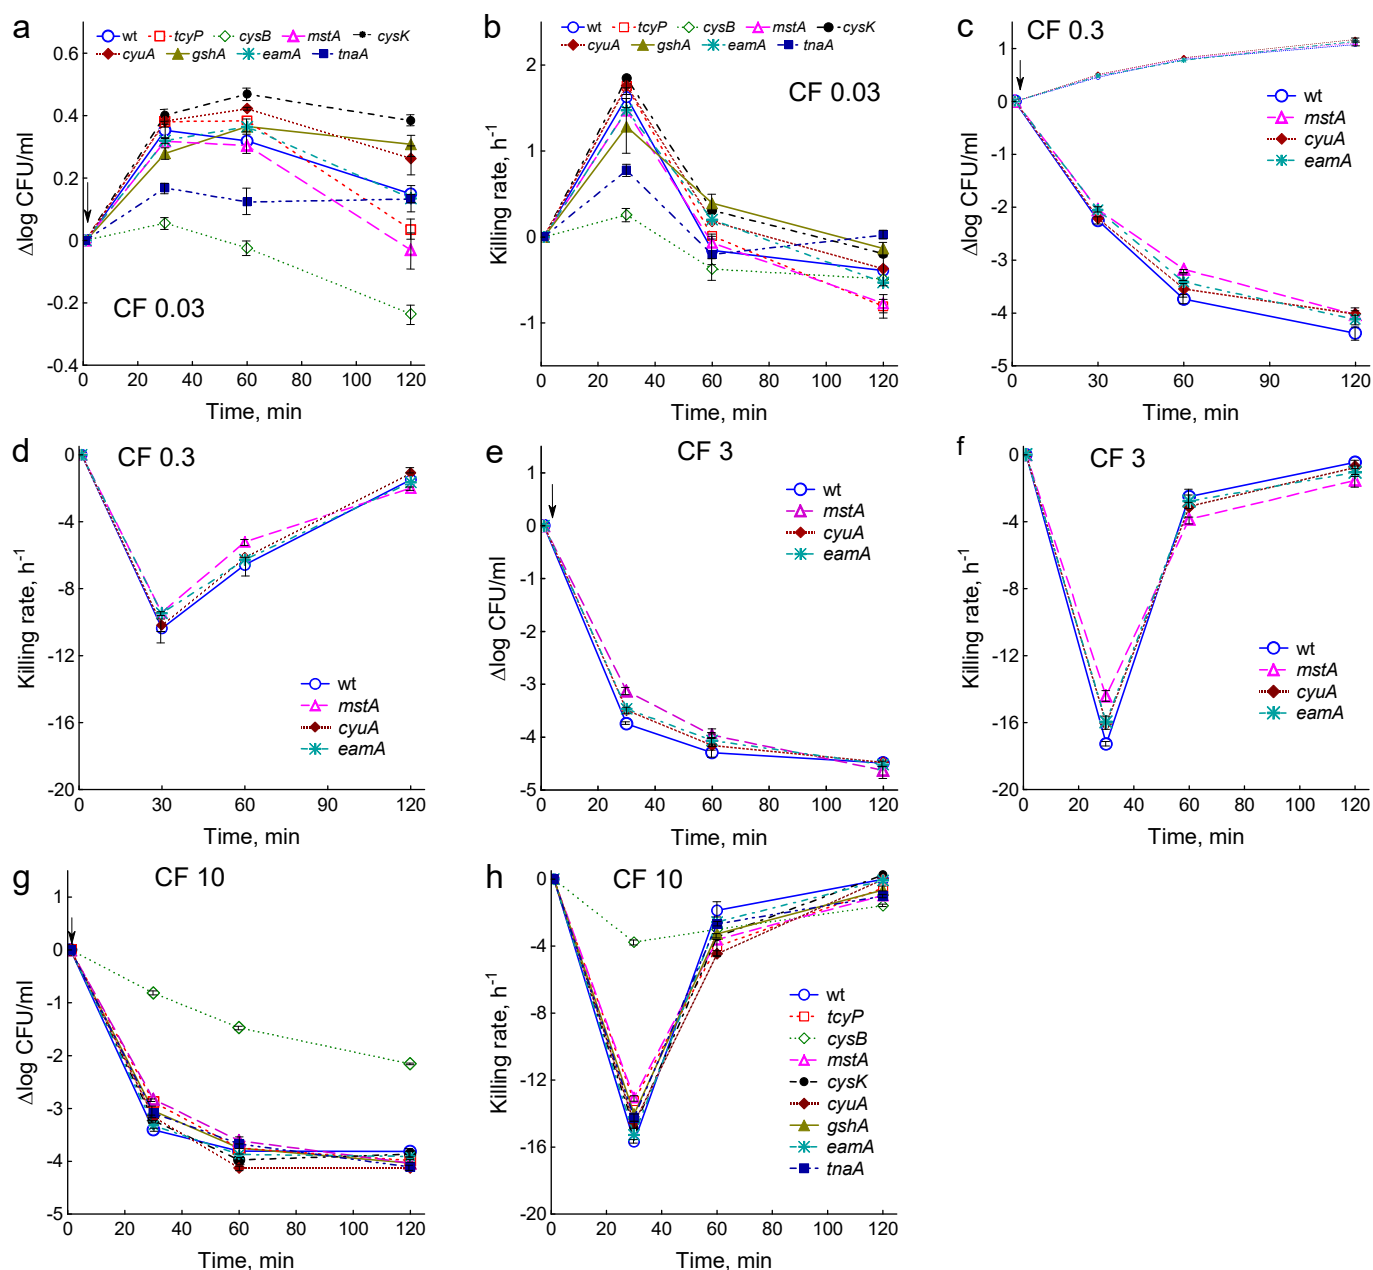 a
wt tcyP cysB mstA cysK
cyuA gshA eamA tnaA
CF 0.03
Δlog CFU/ml
0.6
0.4
0.2
0
0.2
0.4
0 20 40 60 80 100 120
Time, min
b
wt tcyP cysB mstA cysK
cyuA gshA eamA tnaA
CF 0.03
Killing rate, h-1
2
1
0
-1
0 20 40 60 80 100 120
Time, min
c
CF 0.3
wt
mstA
cyuA
eamA
Δlog CFU/ml
1
0
-1
-2
-3
-4
-5
0 30 60 90 120
Time, min
d
CF 0.3
Killing rate, h-1
0
-4
-8
-12
-16
-20
wt
mstA
cyuA
eamA
0 30 60 90 120
Time, min
e
CF 3
wt
mstA
cyuA
eamA
Δlog CFU/ml
1
0
-1
-2
-3
-4
5
0 20 40 60 80 100 120
Time, min
f
CF 3
Killing rate, h-1
0
-4
-8
-12
-16
-20
wt
mstA
cyuA
eamA
0 20 40 60 80 100 120
Time, min
g
CF 10
Δlog CFU/ml
1
0
-1
-2
-3
-4
-5
0 20 40 60 80 100 120
Time, min
h
CF 10
Killing rate, h-1
0
-4
-8
-12
-16
-20
wt
tcyP
cysB
mstA
cysK
cyuA
gshA
eamA
tnaA
0 20 40 60 80 100 120
Time, min